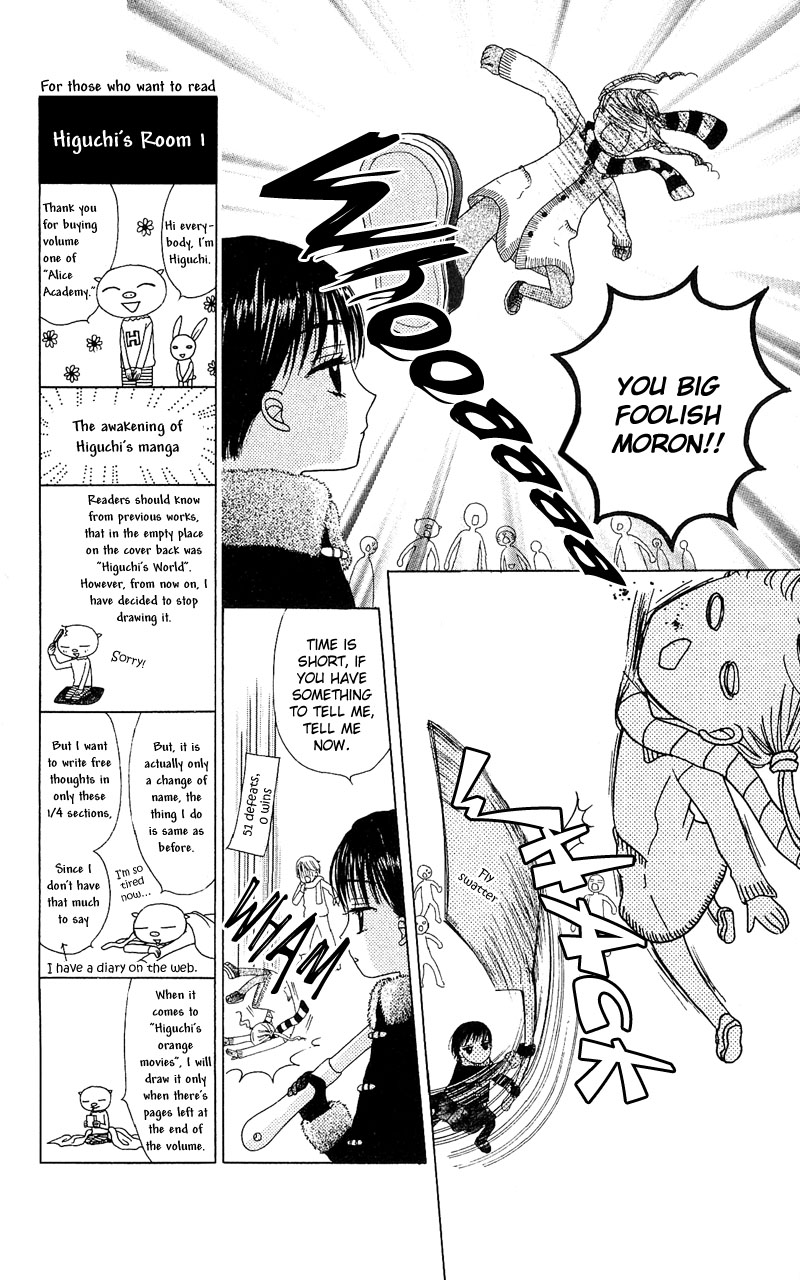 For those who want to read
Higuchi's Room 1
Hi every-
body, I'm
Higuchi.
Thank you
for buying
volume
one of
"Alice
Academy."
H
The awakening of
Higuchi's manga
Readers should know
from previous works,
that in the empty place
on the cover back was
"Higuchi's World".
However, from now on, I
have decided to stop
drawing it.
Sorry!
But, it is
actually only
a change of
name, the
thing I do
is same as
before.
But I want
to write free
thoughts in
only these
1/4 sections,
Since I
don't have
that much
to say
I'm so
tired
now...
I have a diary on the web.
When it
comes to
"Higuchi's
orange
movies", I will
draw it only
when there's
pages left at
the end of
the volume.
WhooBBBB
YOU BIG
FOOLISH
MORON!!
WHACK
Fly
swatter
TIME IS
SHORT, IF
YOU HAVE
SOMETHING
TO TELL ME,
TELL ME
NOW.
51 defeats,
0 wins
WHAM